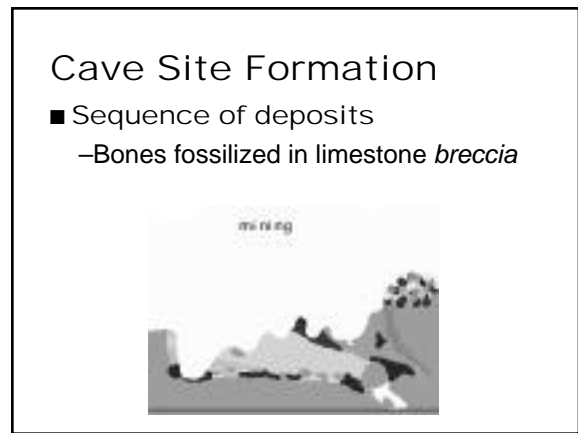 Cave Site Formation
■ Sequence of deposits
–Bones fossilized in limestone breccia
mining